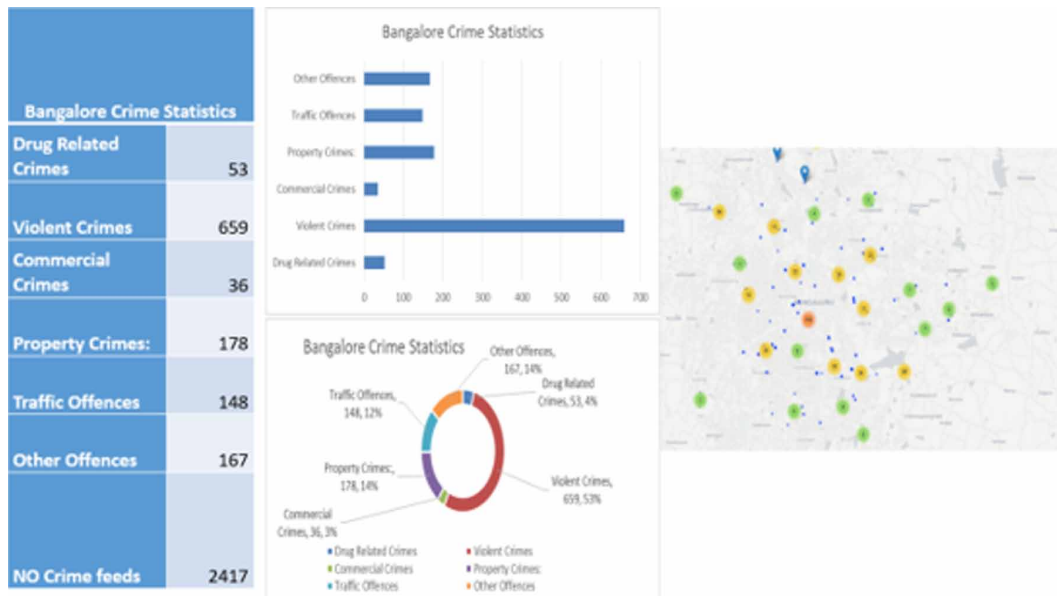 Bangalore Crime Statistics
Drug Related
Crimes
53
Violent Crimes
659
Commercial
Crimes
36
Property Crimes:
178
Traffic Offences
148
Other Offences
167
NO Crime feeds
2417
Bangalore Crime Statistics
Other Offences
Traffic Offences
Property Crimes:
Commercial Crimes
Violent Crimes
Drug Related Crimes
0 100 200 300 400 500 600 700
Bangalore Crime Statistics
Other Offences,
167, 14%
Drug Related
Crimes, 53, 4%
Traffic Offences,
148, 12%
Property Crimes:,
178, 14%
Violent Crimes,
659, 53%
Commercial
Crimes, 36, 3%
Drug Related Crimes
Violent Crimes
Commercial Crimes
Property Crimes:
Traffic Offences
Other Offences